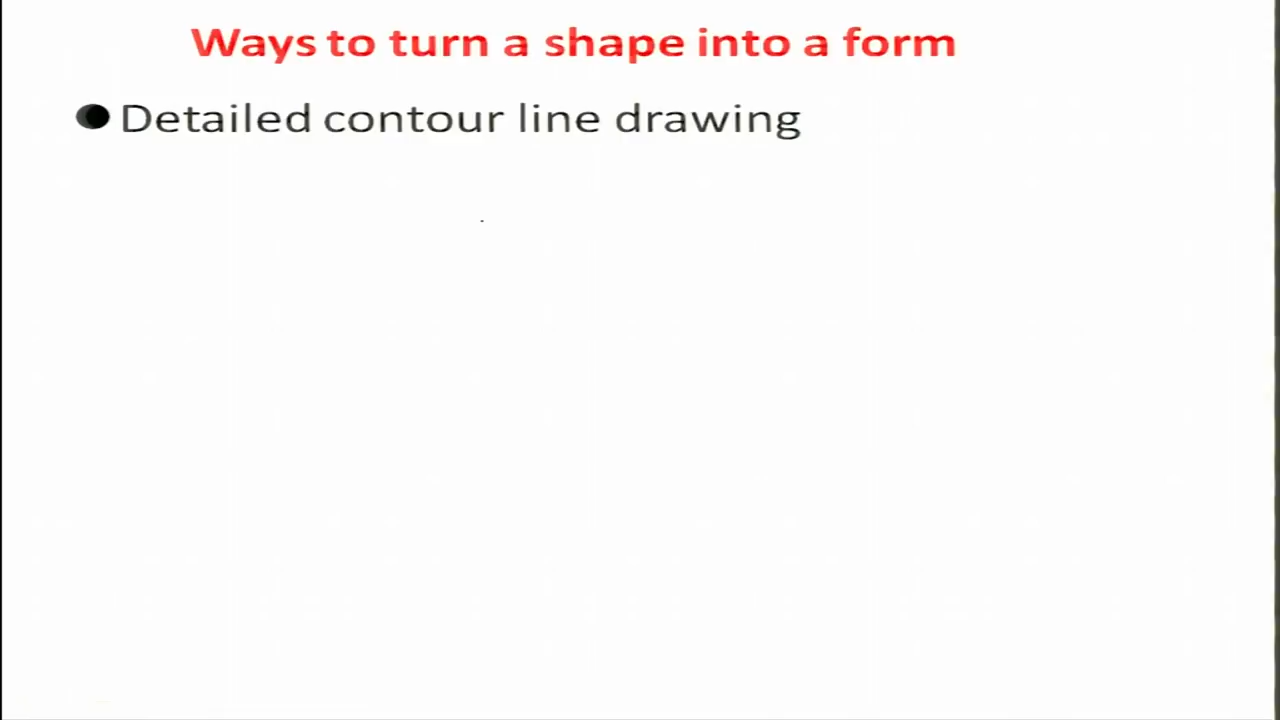 Ways to turn a shape into a form
Detailed contour line drawing